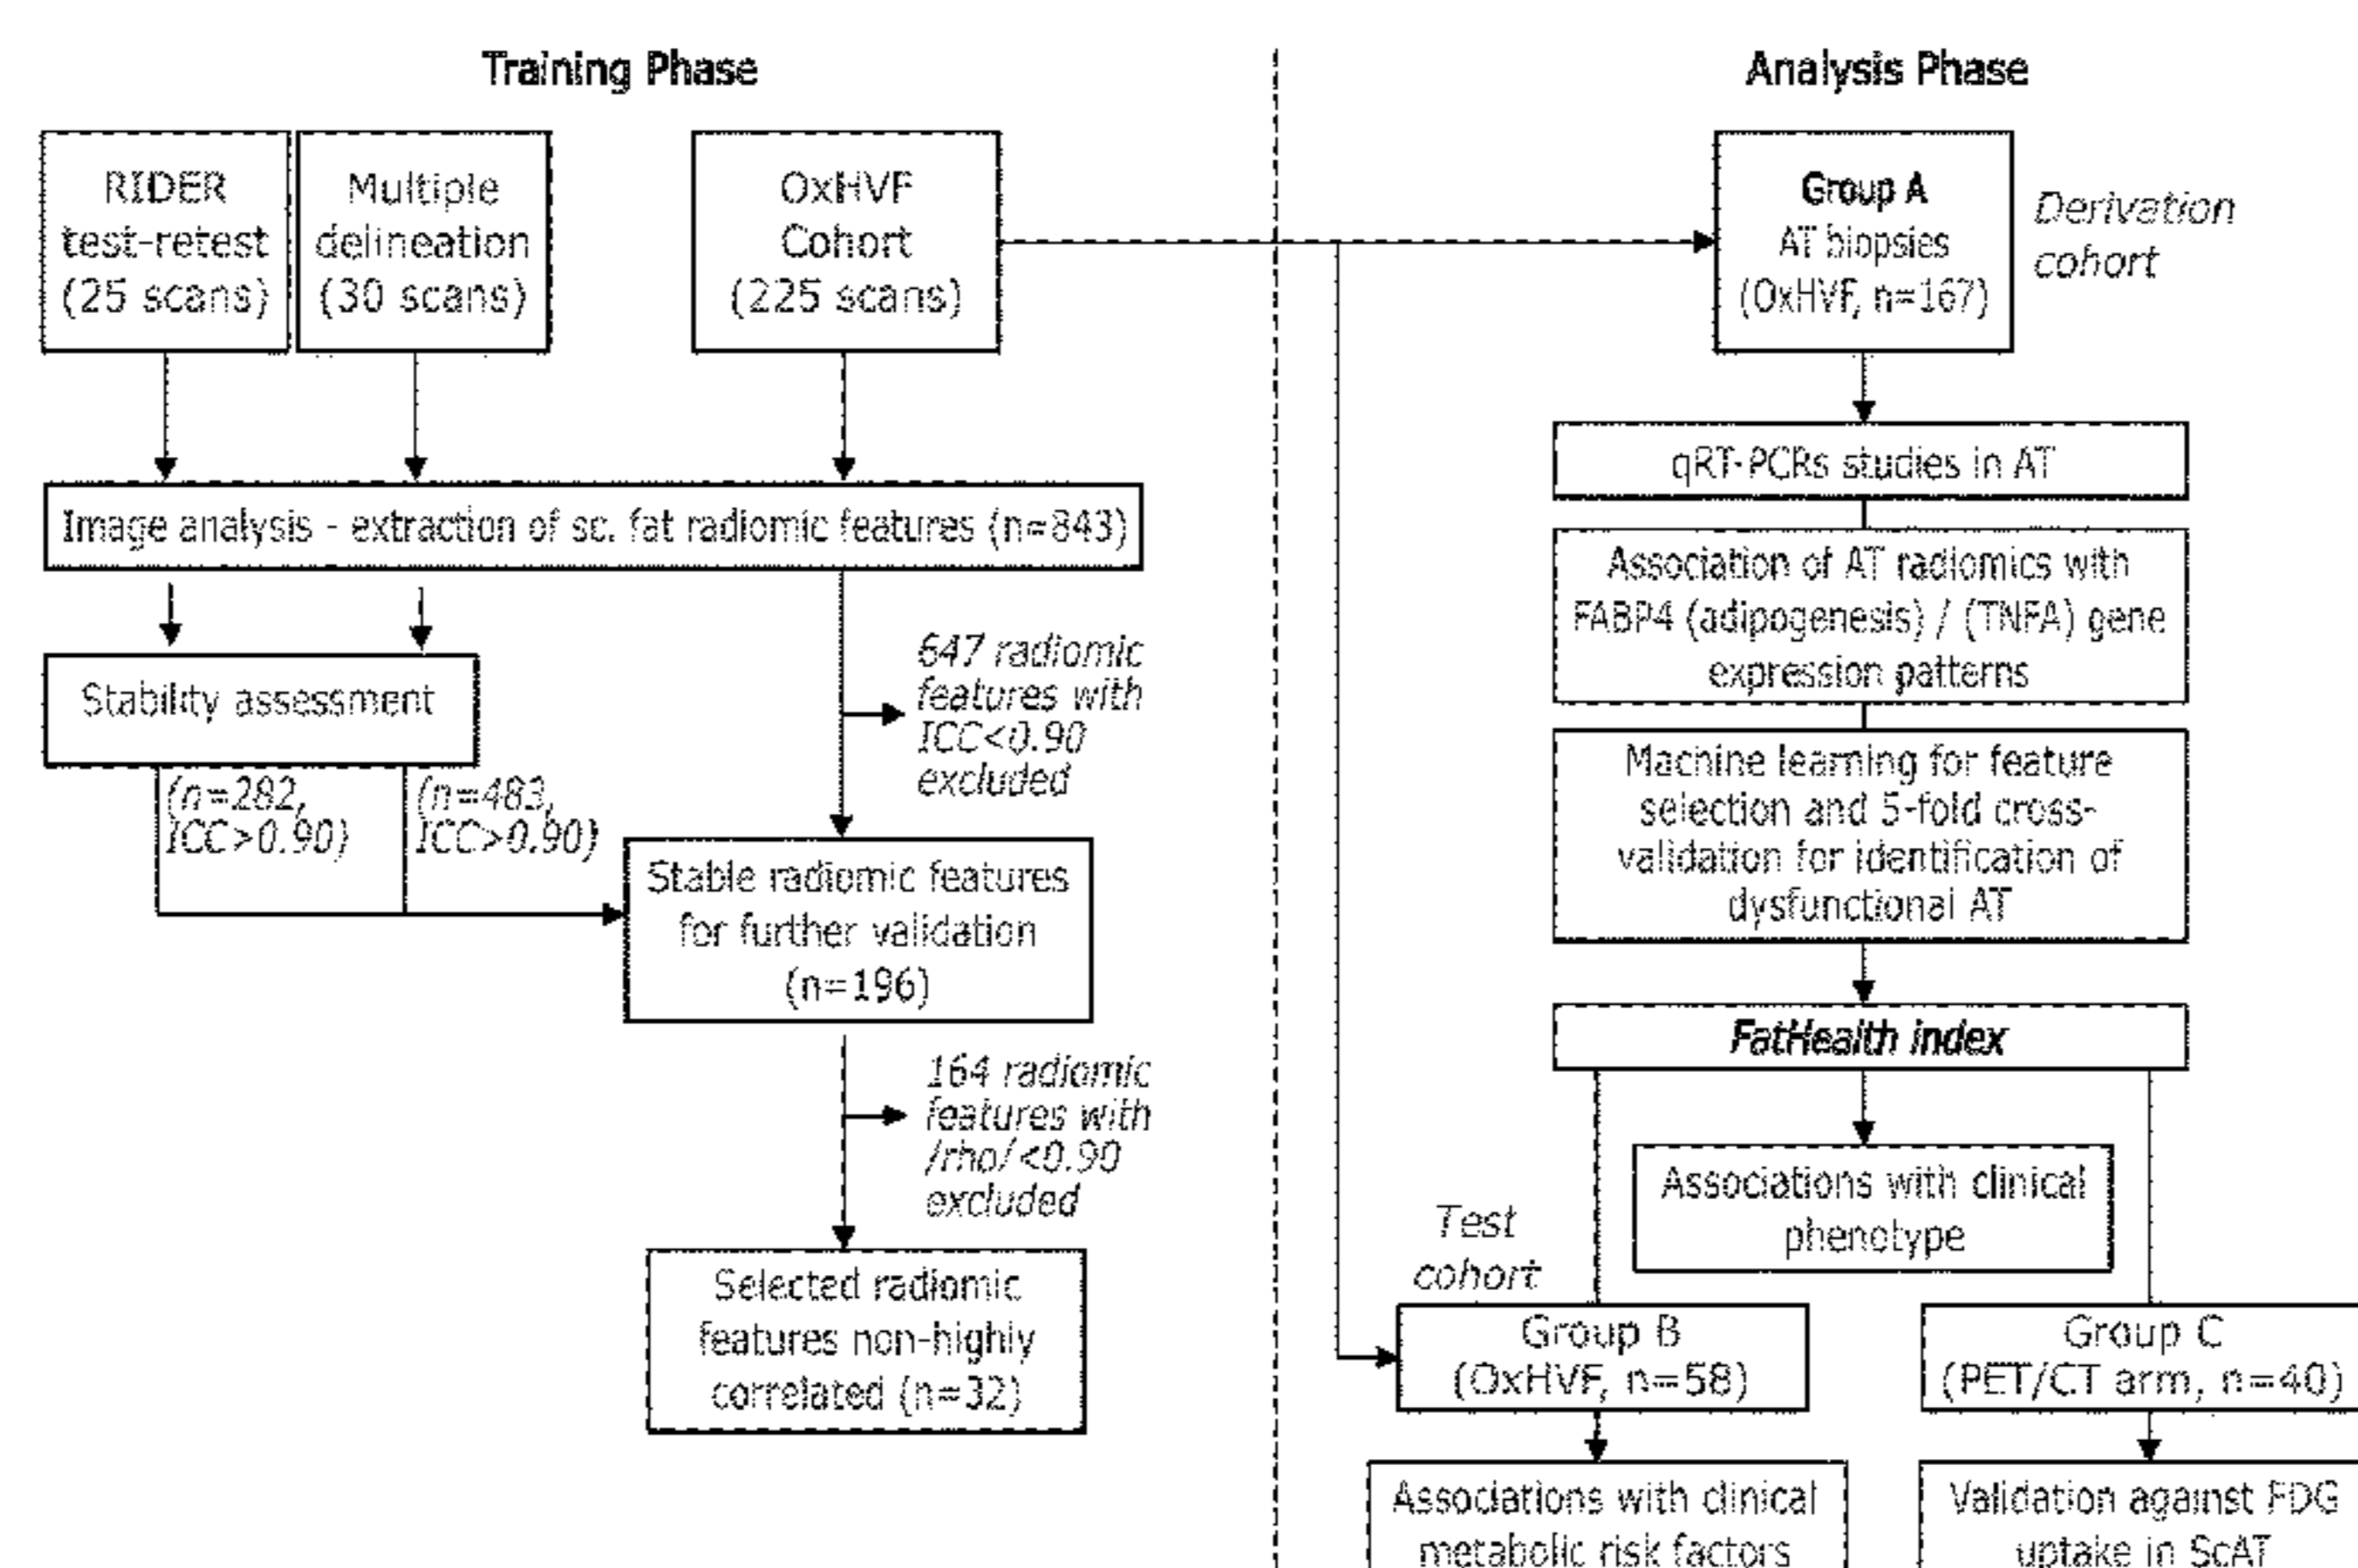 Training Phase
RIDER
test-retest
(25 scans)
Multiple
delineation
(30 scans)
OxHVF
Cohort
(225 scans)
Image analysis - extraction of sc. fat radiomic features (n=843)
Stability assessment
(n=282,
ICC>0.90)
(n=483,
ICC>0.90)
647 radiomic
features with
ICC<0.90
excluded
Stable radiomic features
for further validation
(n=196)
164 radiomic
features with
/rho/<0.90
excluded
Selected radiomic
features non-highly
correlated (n=32)
Analysis Phase
Group A
AT biopsies
(OxHVF, n=167)
Derivation
cohort
qRT-PCRs studies in AT
Association of AT radiomics with
FABP4 (adipogenesis) / (TNFA) gene
expression patterns
Machine learning for feature
selection and 5-fold cross-
validation for identification of
dysfunctional AT
FatHealth index
Associations with clinical
phenotype
Test
cohort
Group B
(OxHVF, n=58)
Group C
(PET/CT arm, n=40)
Associations with clinical
metabolic risk factors
Validation against FDG
uptake in ScAT